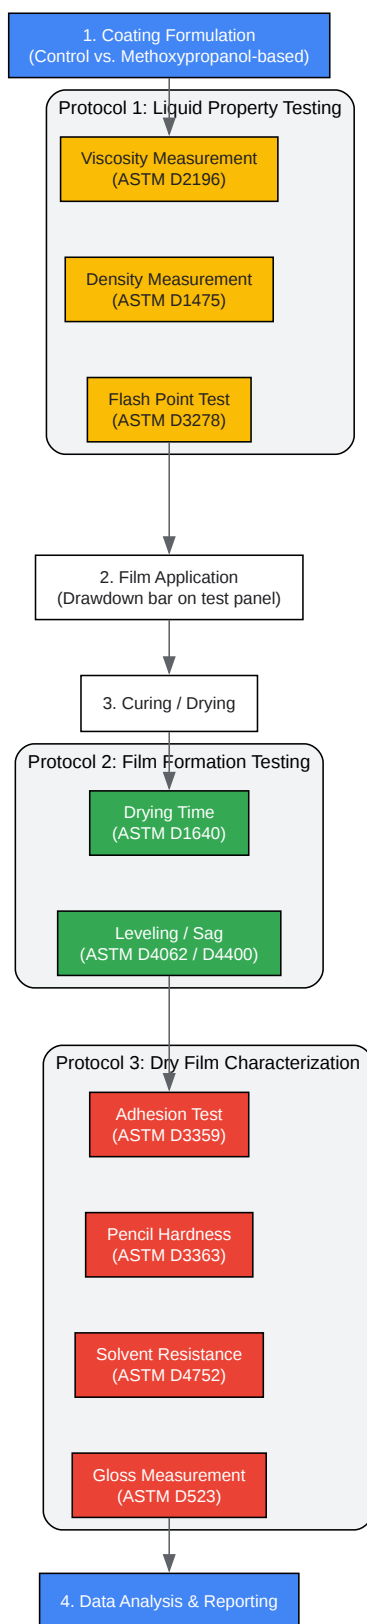 1. Coating Formulation
(Control vs. Methoxypropanol-based)
Protocol 1: Liquid Property Testing
Viscosity Measurement
(ASTM D2196)
Density Measurement
(ASTM D1475)
Flash Point Test
(ASTM D3278)
2. Film Application
(Drawdown bar on test panel)
3. Curing / Drying
Protocol 2: Film Formation Testing
Drying Time
(ASTM D1640)
Leveling / Sag
(ASTM D4062 / D4400)
Protocol 3: Dry Film Characterization
Adhesion Test
(ASTM D3359)
Pencil Hardness
(ASTM D3363)
Solvent Resistance
(ASTM D4752)
Gloss Measurement
(ASTM D523)
4. Data Analysis & Reporting